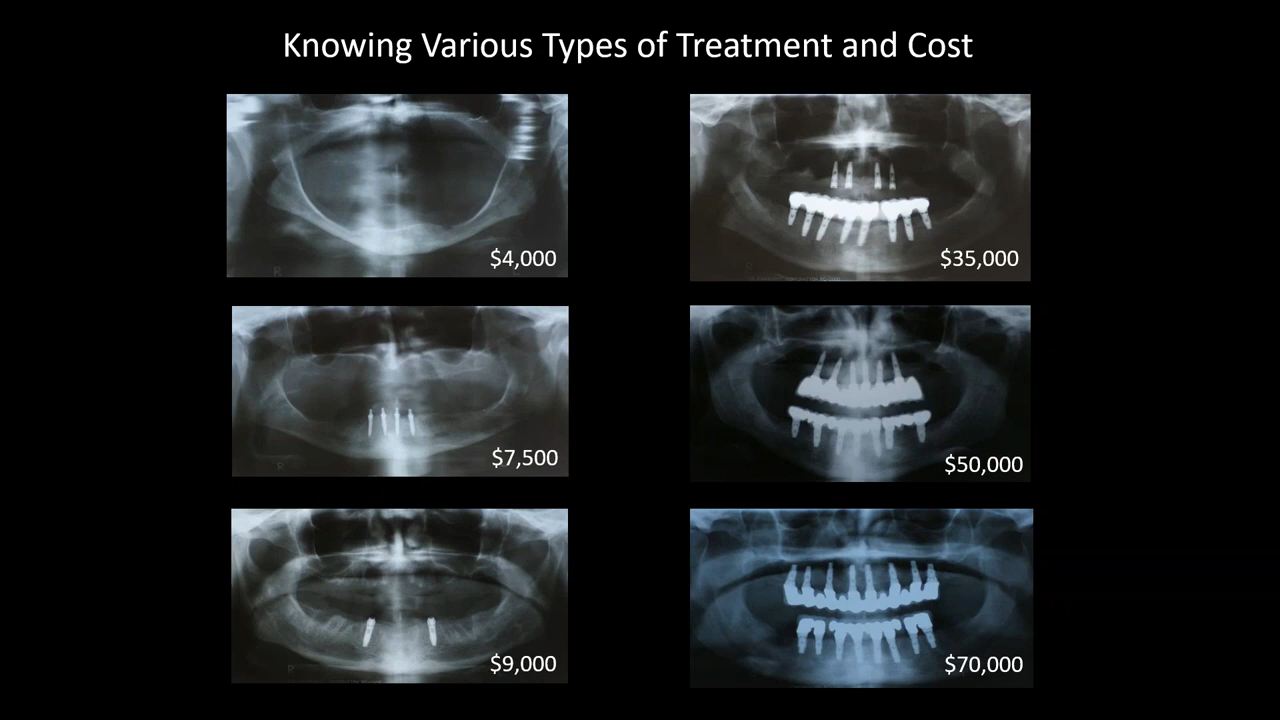 Knowing Various Types of Treatment and Cost
$4,000
$35,000
$7,500
$50,000
$9,000
$70,000
R
R
R